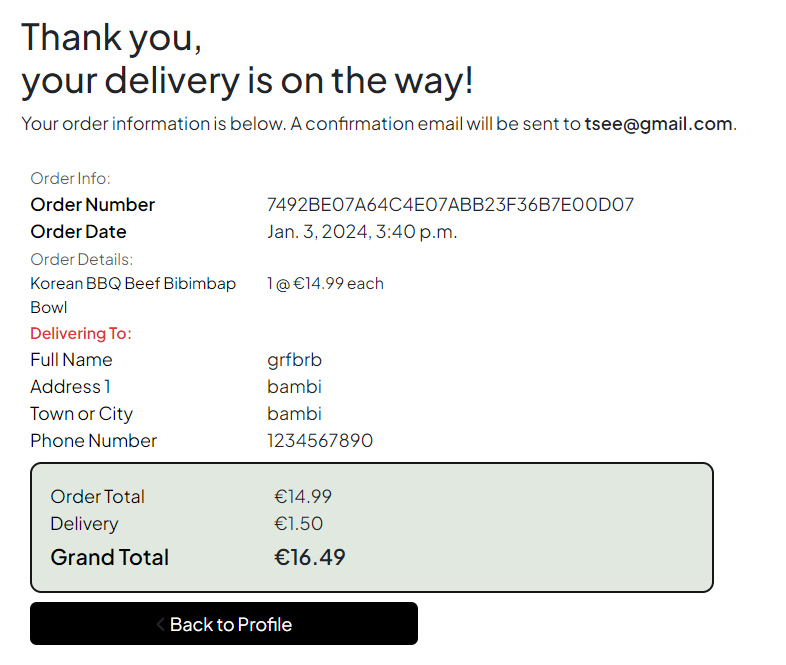 Thank you,
your delivery is on the way!
Your order information is below. A confirmation email will be sent to tsee@gmail.com.
Order Info:
Order Number 7492BE07A64C4E07ABB23F36B7E00D07
Order Date Jan. 3, 2024, 3:40 p.m.
Order Details:
Korean BBQ Beef Bibimbap 1 @ €14.99 each
Bowl
Delivering To:
Full Name grfbrb
Address 1 bambi
Town or City bambi
Phone Number 1234567890
Order Total €14.99
Delivery €1.50
Grand Total €16.49
Back to Profile